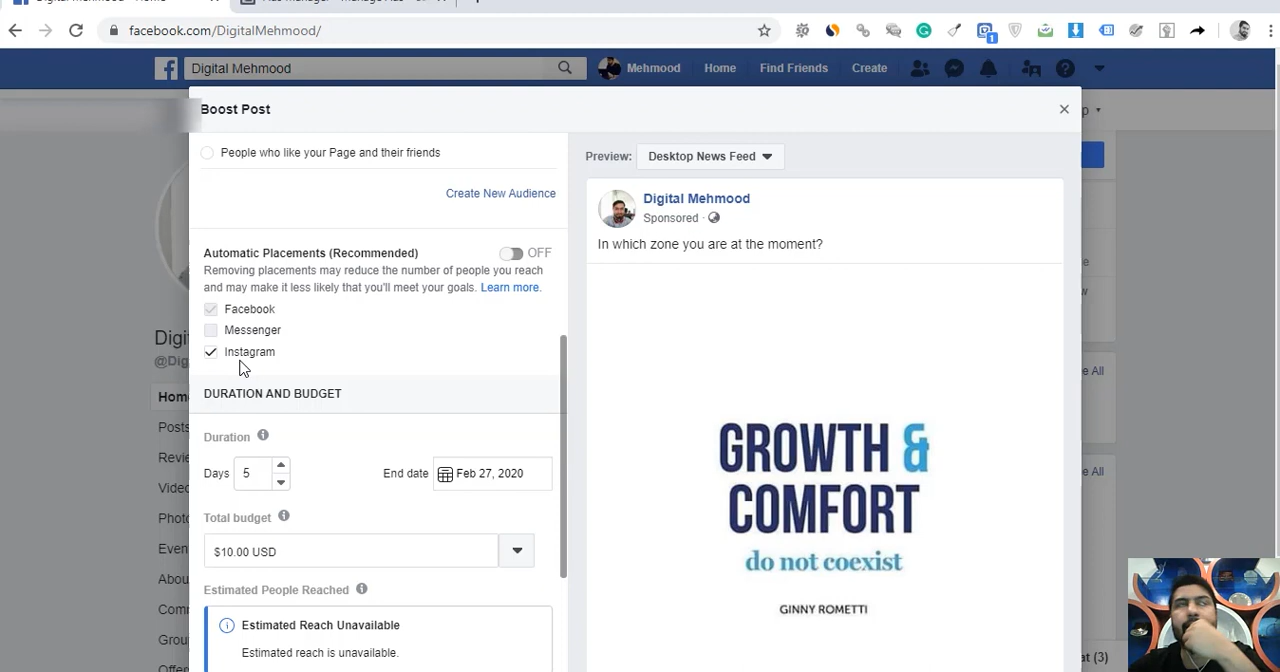 facebook.com/DigitalMehmood/
Digital Mehmood
Mehmood
Home
Find Friends
Create
Boost Post
People who like your Page and their friends
Create New Audience
Automatic Placements (Recommended)
OFF
Removing placements may reduce the number of people you reach
and may make it less likely that you'll meet your goals. Learn more.
Facebook
Messenger
Instagram
DURATION AND BUDGET
Duration
Days
5
End date
Feb 27, 2020
Total budget
$10.00 USD
Estimated People Reached
Estimated Reach Unavailable
Estimated reach is unavailable.
Preview:
Desktop News Feed
Digital Mehmood
Sponsored ·
In which zone you are at the moment?
GROWTH &
COMFORT
do not coexist
GINNY ROMETTI